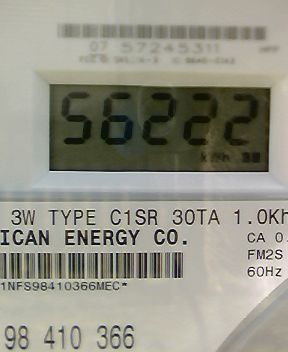 07 57245311
56222
kWh
3W TYPE C1SR 30TA 1.0Kh
ICAN ENERGY CO.
CA 0.
FM2S
60Hz
1NFS98410366MEC*
98 410 366